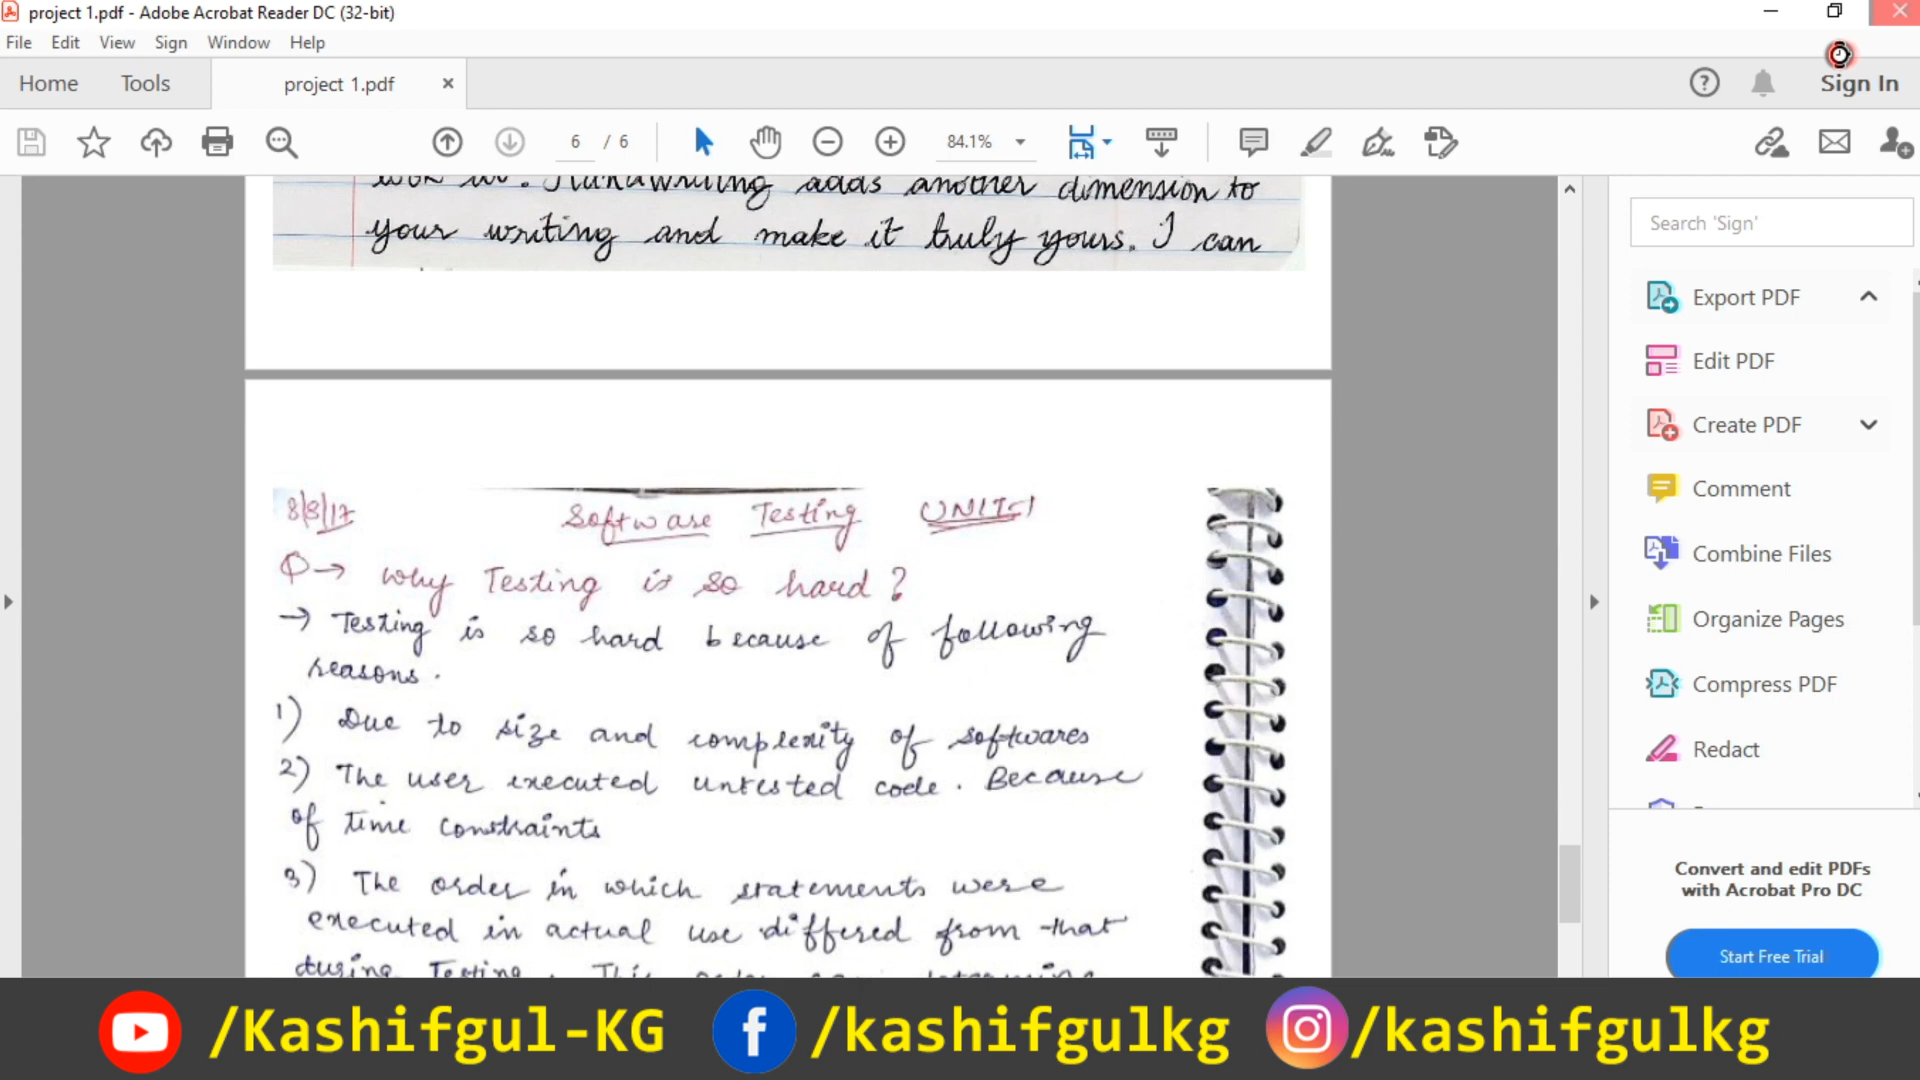 project 1.pdf - Adobe Acrobat Reader DC (32-bit)
File Edit View Sign Window Help
Home Tools project 1.pdf Sign In
6 / 6 84.1%
Handwriting adds another dimension to
your writing and make it truly yours. I can
8/8/17 Software Testing UNIT-1
Q→ why Testing is so hard?
→ Testing is so hard because of following
reasons.
1) Due to size and complexity of softwares
2) The user executed untested code. Because
of time constraints
3) The order in which statements were
executed in actual use differed from that
during Testing. This order
Search 'Sign'
Export PDF
Edit PDF
Create PDF
Comment
Combine Files
Organize Pages
Compress PDF
Redact
Convert and edit PDFs
with Acrobat Pro DC
Start Free Trial
/Kashifgul-KG /kashifgulkg /kashifgulkg